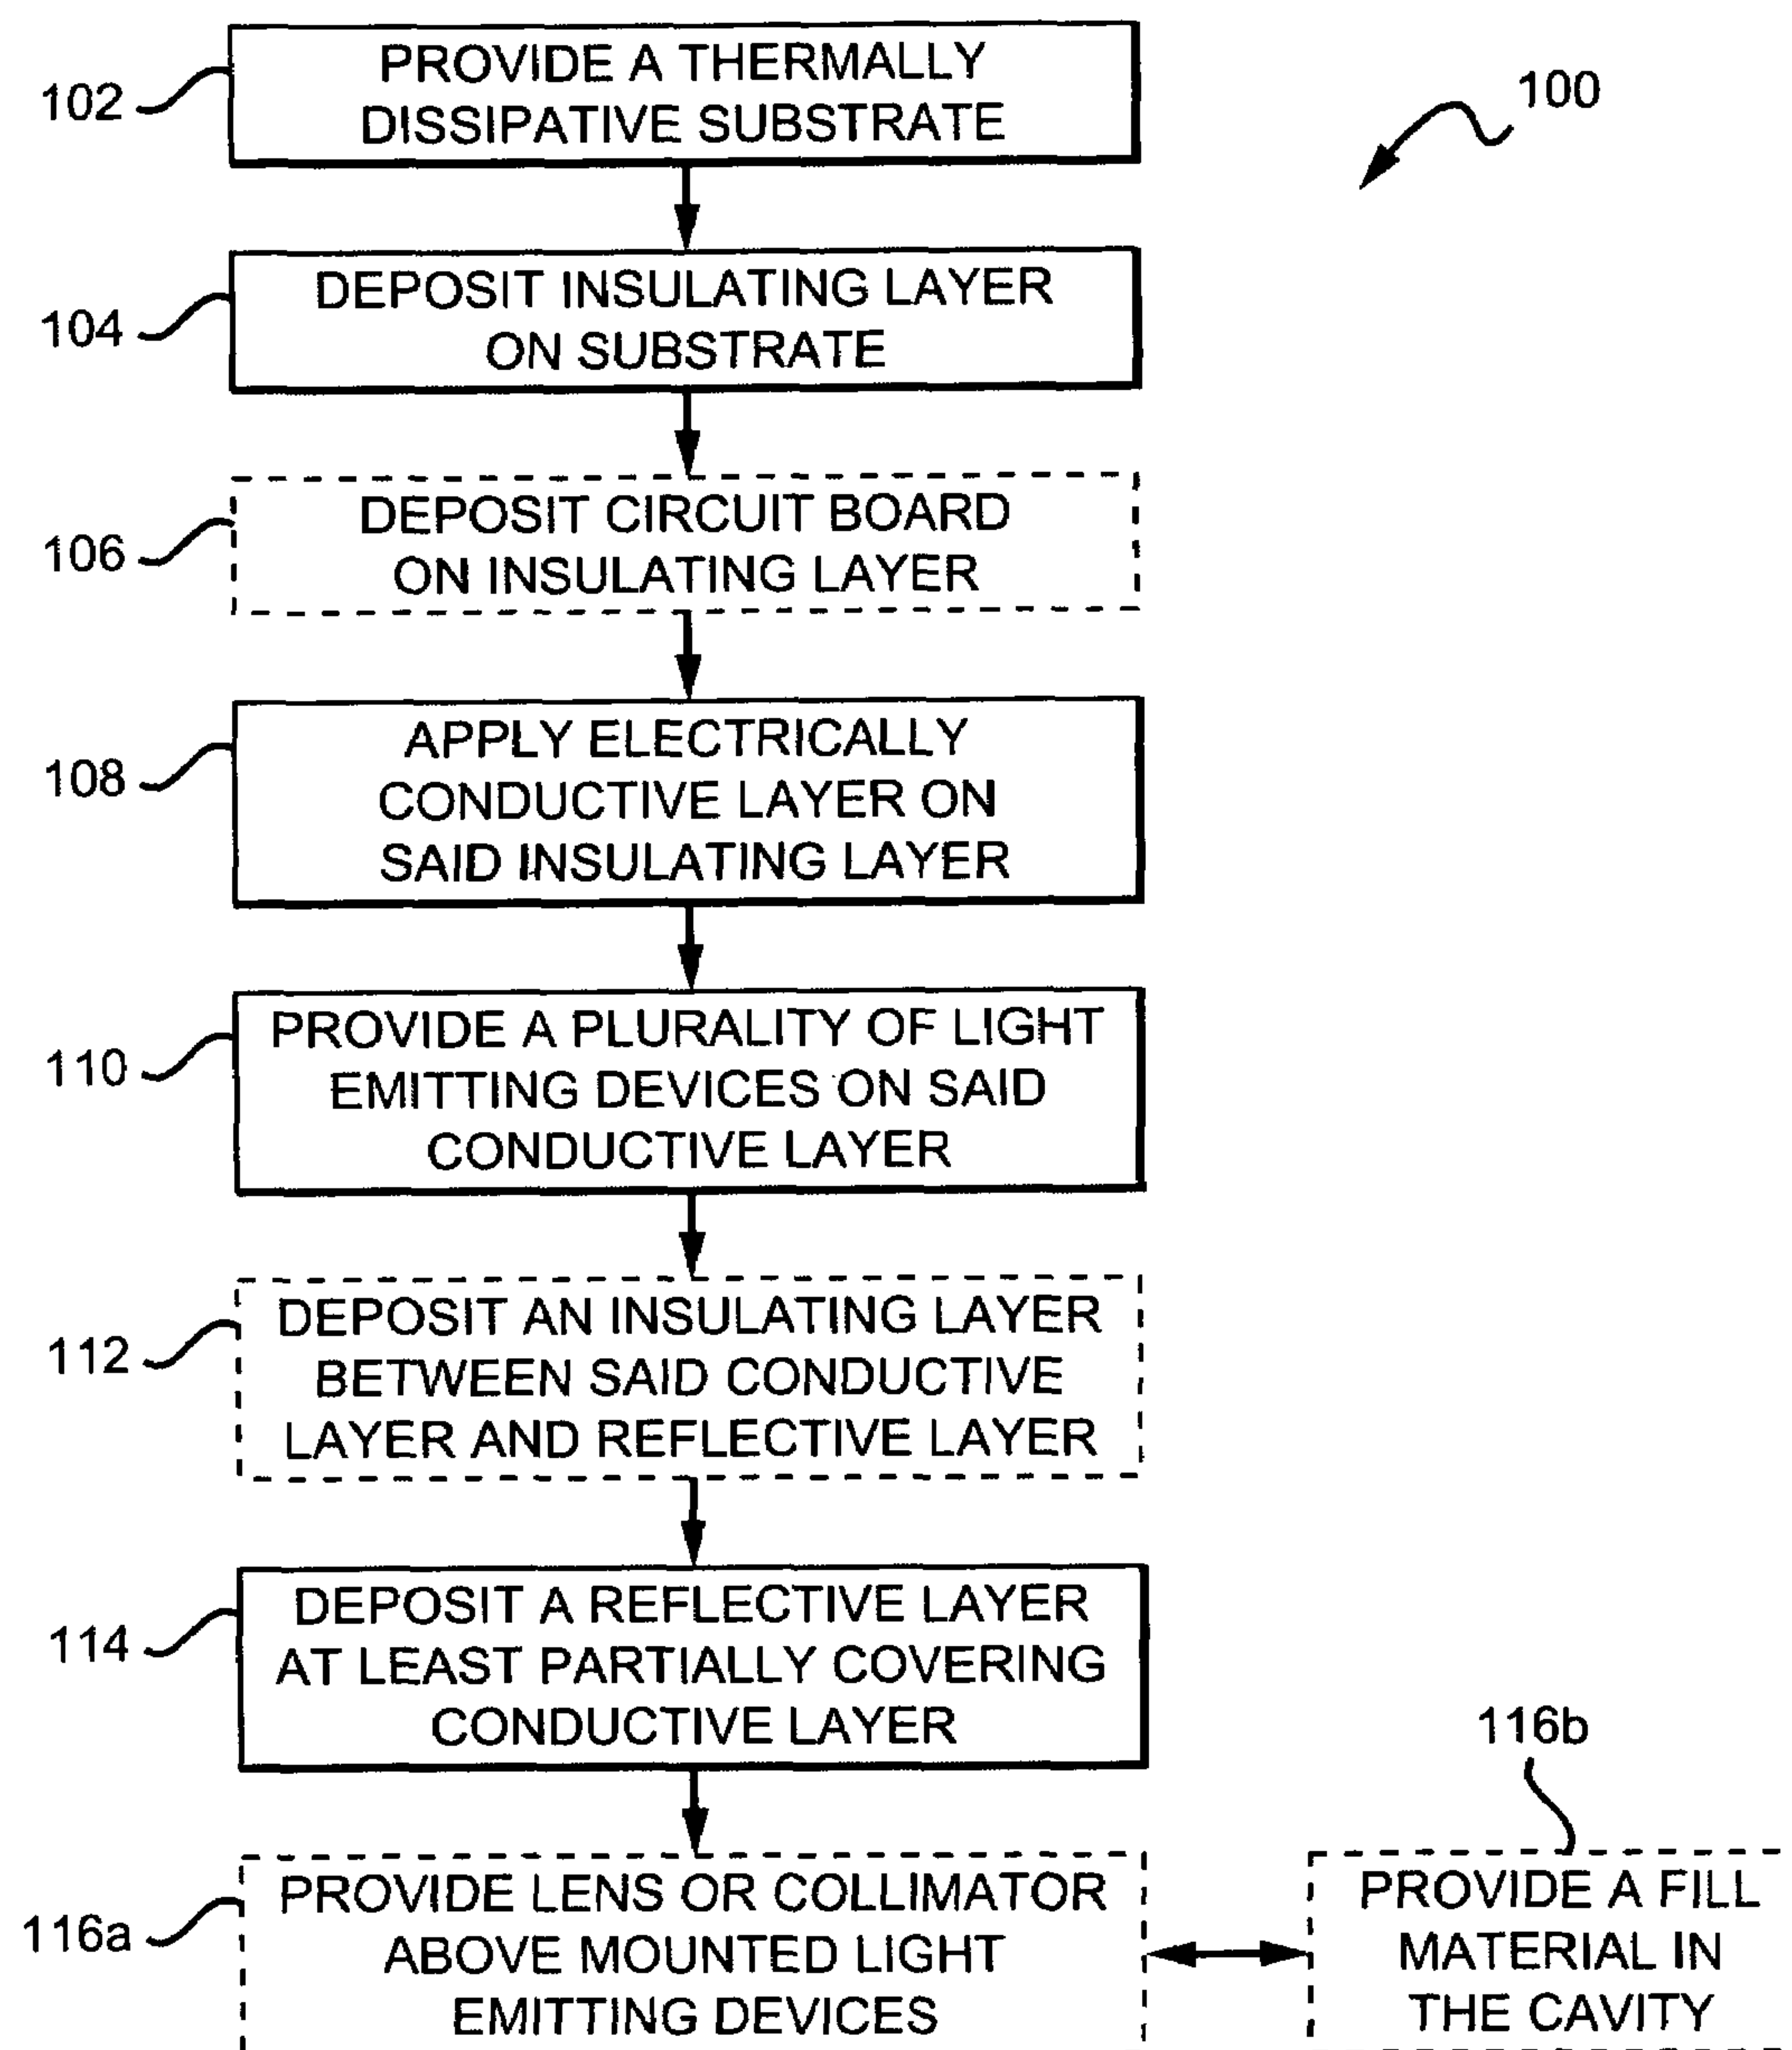 100
102
PROVIDE A THERMALLY
DISSIPATIVE SUBSTRATE
104
DEPOSIT INSULATING LAYER
ON SUBSTRATE
106
DEPOSIT CIRCUIT BOARD
ON INSULATING LAYER
108
APPLY ELECTRICALLY
CONDUCTIVE LAYER ON
SAID INSULATING LAYER
110
PROVIDE A PLURALITY OF LIGHT
EMITTING DEVICES ON SAID
CONDUCTIVE LAYER
112
DEPOSIT AN INSULATING LAYER
BETWEEN SAID CONDUCTIVE
LAYER AND REFLECTIVE LAYER
114
DEPOSIT A REFLECTIVE LAYER
AT LEAST PARTIALLY COVERING
CONDUCTIVE LAYER
116a
PROVIDE LENS OR COLLIMATOR
ABOVE MOUNTED LIGHT
EMITTING DEVICES
116b
PROVIDE A FILL
MATERIAL IN
THE CAVITY